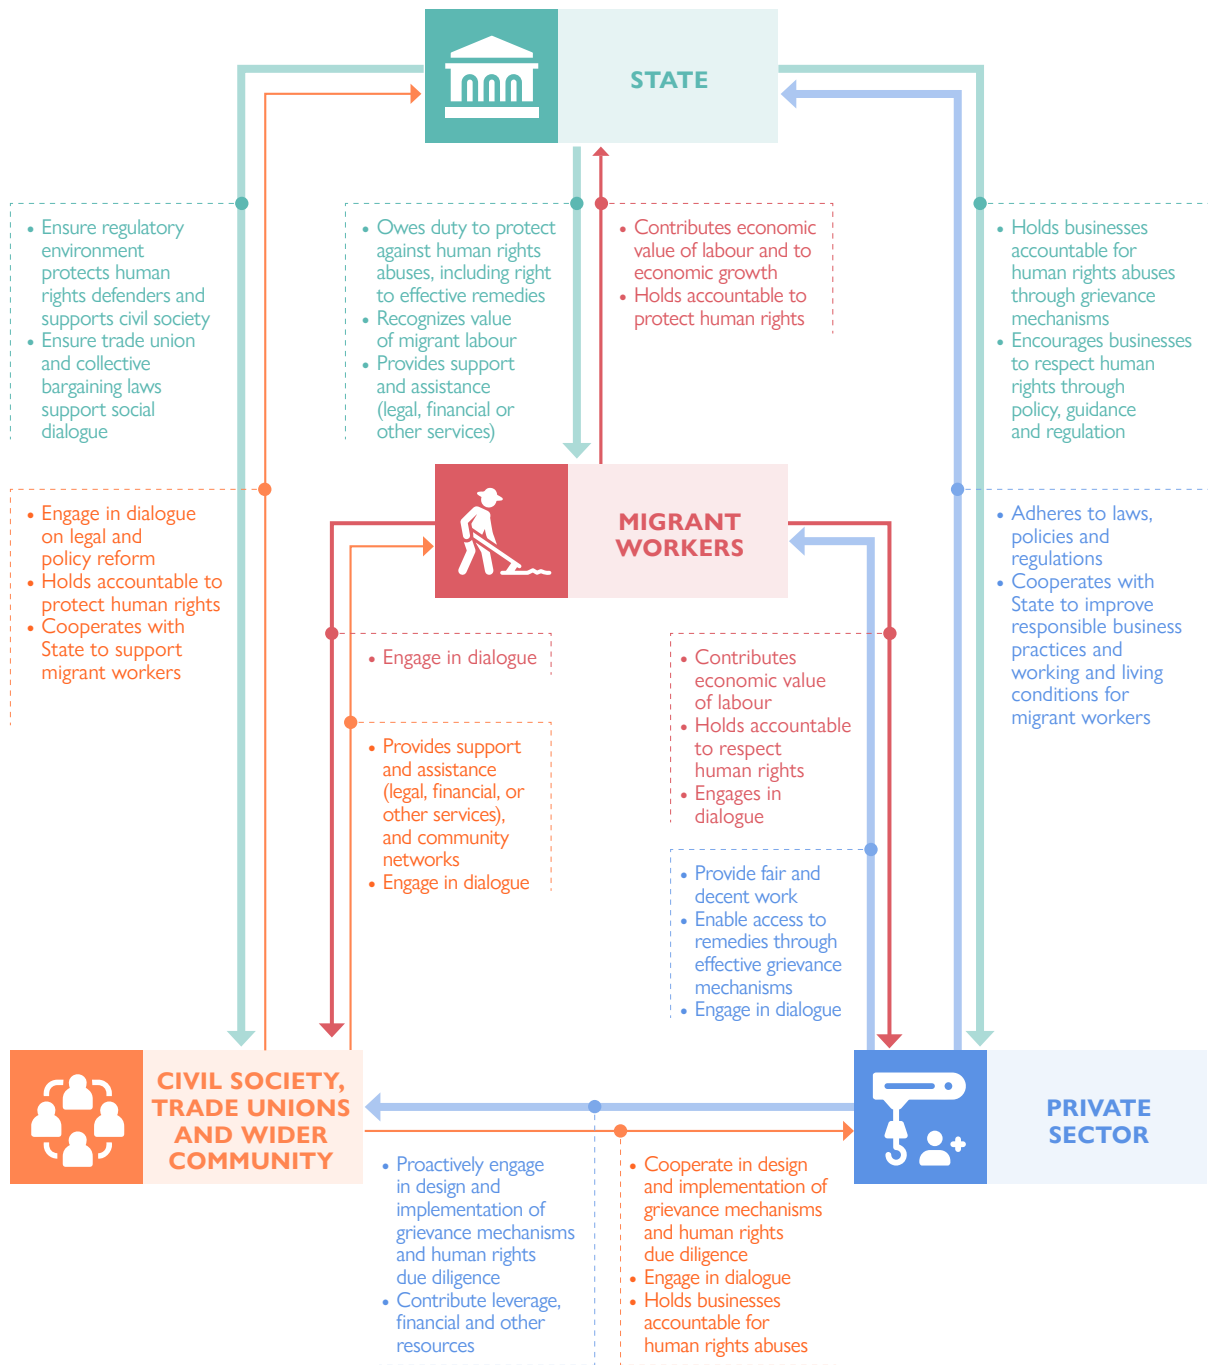 STATE
• Ensure regulatory
environment
protects human
rights defenders and
supports civil society
• Ensure trade union
and collective
bargaining laws
support social
dialogue
• Owes duty to protect
against human rights
abuses, including right
to effective remedies
• Recognizes value
of migrant labour
• Provides support
and assistance
(legal, financial or
other services)
• Contributes economic
value of labour and to
economic growth
• Holds accountable to
protect human rights
• Holds businesses
accountable for
human rights abuses
through grievance
mechanisms
• Encourages businesses
to respect human
rights through
policy, guidance
and regulation
MIGRANT
WORKERS
• Engage in dialogue
on legal and
policy reform
• Holds accountable to
protect human rights
• Cooperates with
State to support
migrant workers
• Adheres to laws,
policies and
regulations
• Cooperates with
State to improve
responsible business
practices and
working and living
conditions for
migrant workers
• Engage in dialogue
• Contributes
economic value
of labour
• Holds accountable
to respect
human rights
• Engages in
dialogue
• Provides support
and assistance
(legal, financial, or
other services),
and community
networks
• Engage in dialogue
• Provide fair and
decent work
• Enable access to
remedies through
effective grievance
mechanisms
• Engage in dialogue
CIVIL SOCIETY,
TRADE UNIONS
AND WIDER
COMMUNITY
PRIVATE
SECTOR
• Proactively engage
in design and
implementation of
grievance mechanisms
and human rights
due diligence
• Contribute leverage,
financial and other
resources
• Cooperate in design
and implementation of
grievance mechanisms
and human rights
due diligence
• Engage in dialogue
• Holds businesses
accountable for
human rights abuses